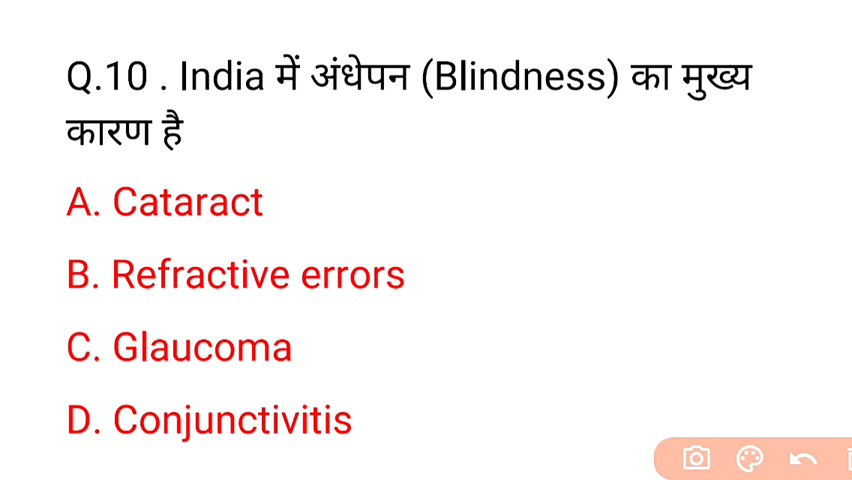 Q.10 . India में अंधेपन (Blindness) का मुख्य
कारण है
A. Cataract
B. Refractive errors
C. Glaucoma
D. Conjunctivitis